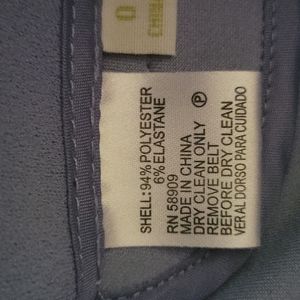 0
SHELL: 94% POLYESTER
6% ELASTANE
RN 58909
MADE IN CHINA
DRY CLEAN ONLY Ⓟ
REMOVE BELT
BEFORE DRY CLEAN
VER AL DORSO PARA CUIDADO